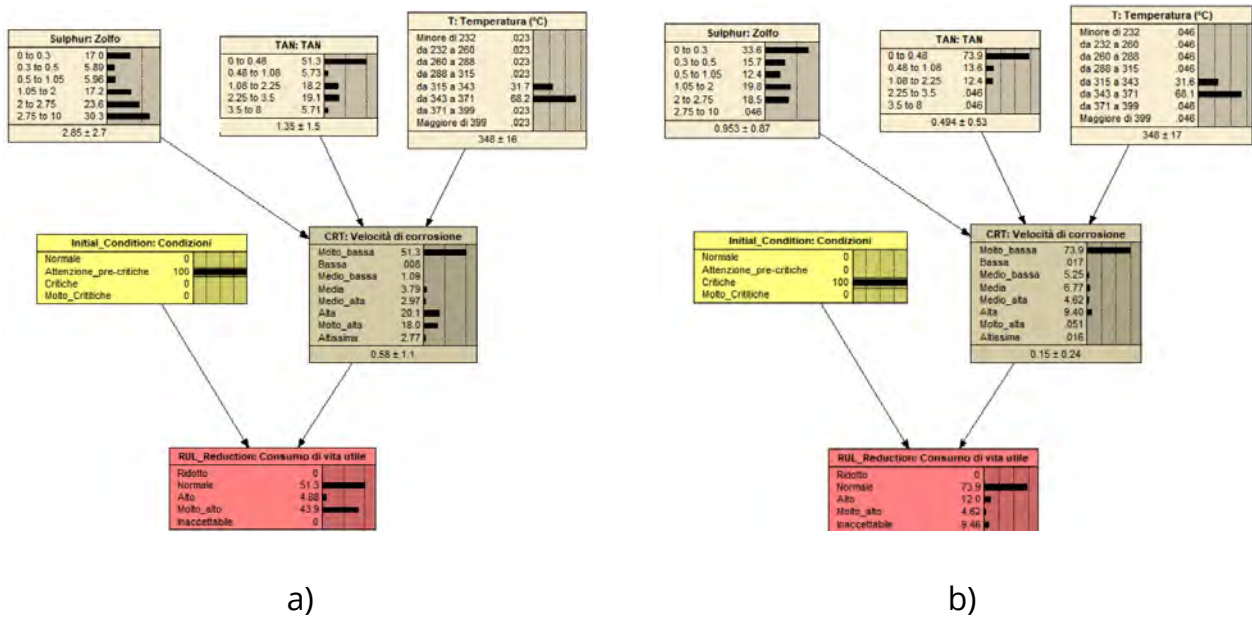 Sulphur: Zolfo
0 to 0.3 17.0
0.3 to 0.5 5.89
0.5 to 1.05 5.96
1.05 to 2 17.2
2 to 2.75 23.6
2.75 to 10 30.3
2.85 ± 2.7
TAN: TAN
0 to 0.48 51.3
0.48 to 1.08 5.73
1.08 to 2.25 18.2
2.25 to 3.5 19.1
3.5 to 8 5.71
1.35 ± 1.5
T: Temperatura (ºC)
Minore di 232 .023
da 232 a 260 .023
da 260 a 288 .023
da 288 a 315 .023
da 315 a 343 31.7
da 343 a 371 68.2
da 371 a 399 .023
Maggiore di 399 .023
348 ± 16
Initial_Condition: Condizioni
Normale 0
Attenzione_pre-critiche 100
Critiche 0
Molto_Crititiche 0
CRT: Velocità di corrosione
Molto_bassa 51.3
Bassa .006
Medio_bassa 1.09
Media 3.79
Medio_alta 2.97
Alta 20.1
Molto_alta 18.0
Altissima 2.77
0.58 ± 1.1
RUL_Reduction: Consumo di vita utile
Ridotto 0
Normale 51.3
Alto 4.88
Molto_alto 43.9
Inaccettabile 0
a)
Sulphur: Zolfo
0 to 0.3 33.6
0.3 to 0.5 15.7
0.5 to 1.05 12.4
1.05 to 2 19.8
2 to 2.75 18.5
2.75 to 10 .046
0.953 ± 0.87
TAN: TAN
0 to 0.48 73.9
0.48 to 1.08 13.6
1.08 to 2.25 12.4
2.25 to 3.5 .046
3.5 to 8 .046
0.494 ± 0.53
T: Temperatura (ºC)
Minore di 232 .046
da 232 a 260 .046
da 260 a 288 .046
da 288 a 315 .046
da 315 a 343 31.6
da 343 a 371 68.1
da 371 a 399 .046
Maggiore di 399 .046
348 ± 17
Initial_Condition: Condizioni
Normale 0
Attenzione_pre-critiche 0
Critiche 100
Molto_Crititiche 0
CRT: Velocità di corrosione
Molto_bassa 73.9
Bassa .017
Medio_bassa 5.25
Media 6.77
Medio_alta 4.62
Alta 9.40
Molto_alta .051
Altissima .016
0.15 ± 0.24
RUL_Reduction: Consumo di vita utile
Ridotto 0
Normale 73.9
Alto 12.0
Molto_alto 4.62
Inaccettabile 9.46
b)